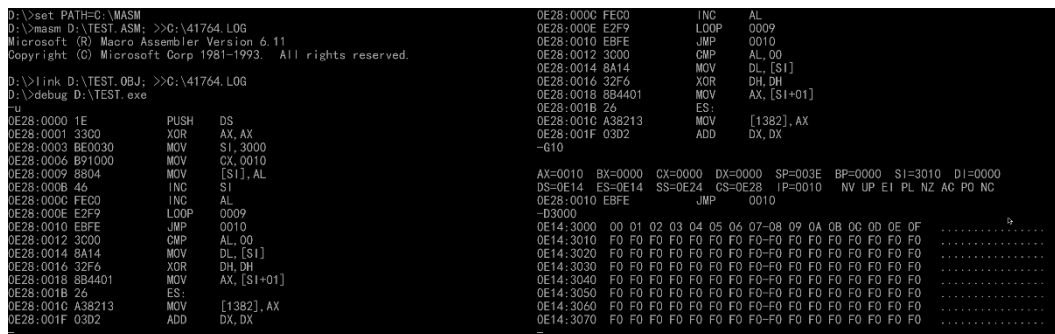 D:\>set PATH=C:\MASM
D:\>masm D:\TEST.ASM; >>C:\41764.LOG
Microsoft (R) Macro Assembler Version 6.11
Copyright (C) Microsoft Corp 1981-1993.  All rights reserved.
D:\>link D:\TEST.OBJ; >>C:\41764.LOG
D:\>debug D:\TEST.exe
-u
0E28:0000 1E PUSH DS
0E28:0001 33C0 XOR AX,AX
0E28:0003 BE0030 MOV SI,3000
0E28:0006 B91000 MOV CX,0010
0E28:0009 8804 MOV [SI],AL
0E28:000B 46 INC SI
0E28:000C FEC0 INC AL
0E28:000E E2F9 LOOP 0009
0E28:0010 EBFE JMP 0010
0E28:0012 3C00 CMP AL,00
0E28:0014 8A14 MOV DL,[SI]
0E28:0016 32F6 XOR DH,DH
0E28:0018 8B4401 MOV AX,[SI+01]
0E28:001B 26 ES:
0E28:001C A38213 MOV [1382],AX
0E28:001F 03D2 ADD DX,DX
-
0E28:000C FEC0 INC AL
0E28:000E E2F9 LOOP 0009
0E28:0010 EBFE JMP 0010
0E28:0012 3C00 CMP AL,00
0E28:0014 8A14 MOV DL,[SI]
0E28:0016 32F6 XOR DH,DH
0E28:0018 8B4401 MOV AX,[SI+01]
0E28:001B 26 ES:
0E28:001C A38213 MOV [1382],AX
0E28:001F 03D2 ADD DX,DX
-G10
AX=0010 BX=0000 CX=0000 DX=0000 SP=003E BP=0000 SI=3010 DI=0000
DS=0E14 ES=0E14 SS=0E24 CS=0E28 IP=0010 NV UP EI PL NZ AC PO NC
0E28:0010 EBFE JMP 0010
-D3000
0E14:3000 00 01 02 03 04 05 06 07-08 09 0A 0B 0C 0D 0E 0F ................
0E14:3010 F0 F0 F0 F0 F0 F0 F0 F0-F0 F0 F0 F0 F0 F0 F0 F0 ................
0E14:3020 F0 F0 F0 F0 F0 F0 F0 F0-F0 F0 F0 F0 F0 F0 F0 F0 ................
0E14:3030 F0 F0 F0 F0 F0 F0 F0 F0-F0 F0 F0 F0 F0 F0 F0 F0 ................
0E14:3040 F0 F0 F0 F0 F0 F0 F0 F0-F0 F0 F0 F0 F0 F0 F0 F0 ................
0E14:3050 F0 F0 F0 F0 F0 F0 F0 F0-F0 F0 F0 F0 F0 F0 F0 F0 ................
0E14:3060 F0 F0 F0 F0 F0 F0 F0 F0-F0 F0 F0 F0 F0 F0 F0 F0 ................
0E14:3070 F0 F0 F0 F0 F0 F0 F0 F0-F0 F0 F0 F0 F0 F0 F0 F0 ................
-